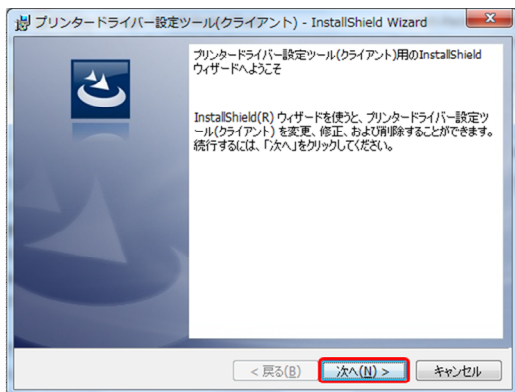 プリンタードライバー設定ツール(クライアント) - InstallShield Wizard
プリンタードライバー設定ツール(クライアント)用のInstallShield
ウィザードへようこそ
InstallShield(R) ウィザードを使うと、プリンタードライバー設定ツ
ール(クライアント) を変更、修正、および削除することができます。
続行するには、「次へ」をクリックしてください。
< 戻る(B)
次へ(N) >
キャンセル